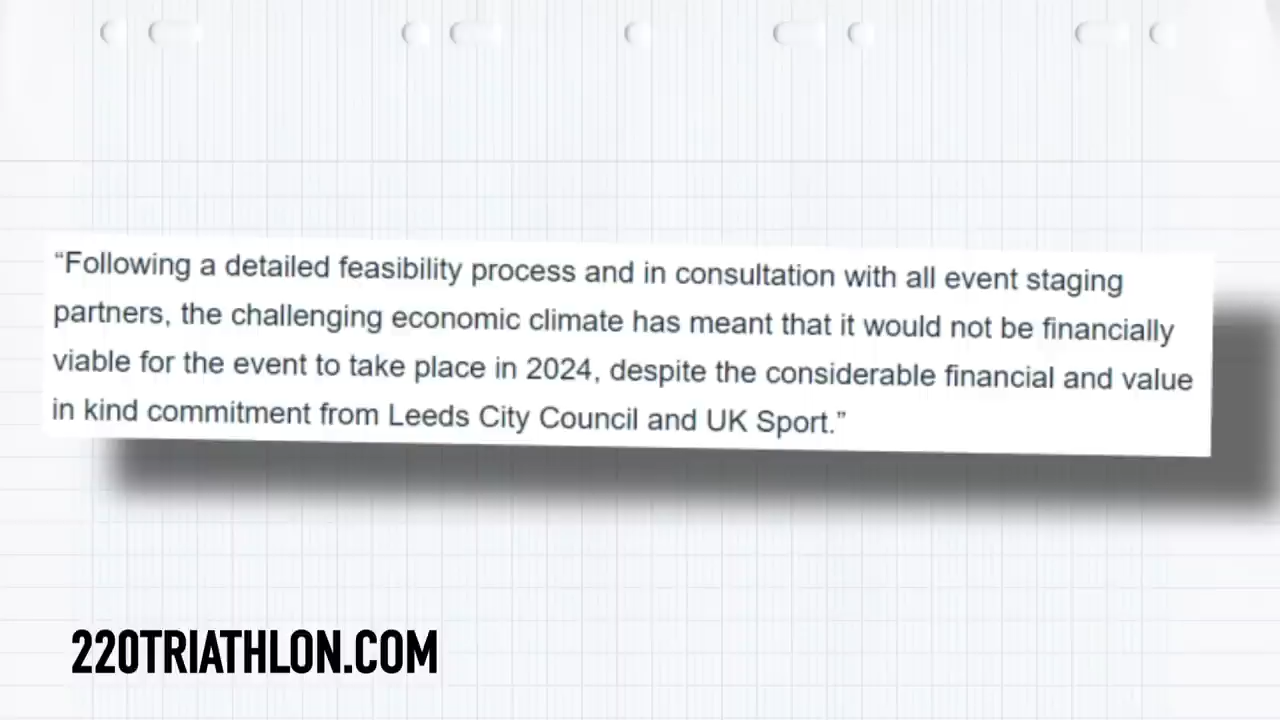 “Following a detailed feasibility process and in consultation with all event staging
partners, the challenging economic climate has meant that it would not be financially
viable for the event to take place in 2024, despite the considerable financial and value
in kind commitment from Leeds City Council and UK Sport.”
220TRIATHLON.COM